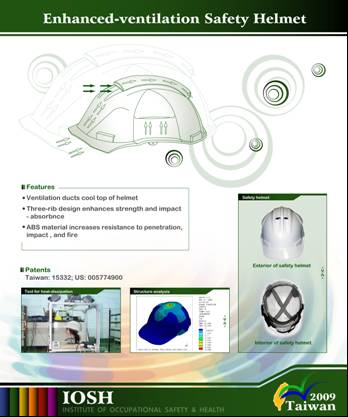 Enhanced-ventilation Safety Helmet
Features
• Ventilation ducts cool top of helmet
• Three-rib design enhances strength and impact
- absorbnce
• ABS material increases resistance to penetration,
impact , and fire
Patents
Taiwan: 15332; US: 005774900
Tool for heat-dissipation
Structure analysis
Safety helmet
Exterior of safety helmet
Interior of safety helmet
IOSH
INSTITUTE OF OCCUPATIONAL SAFETY & HEALTH
2009
Taiwan